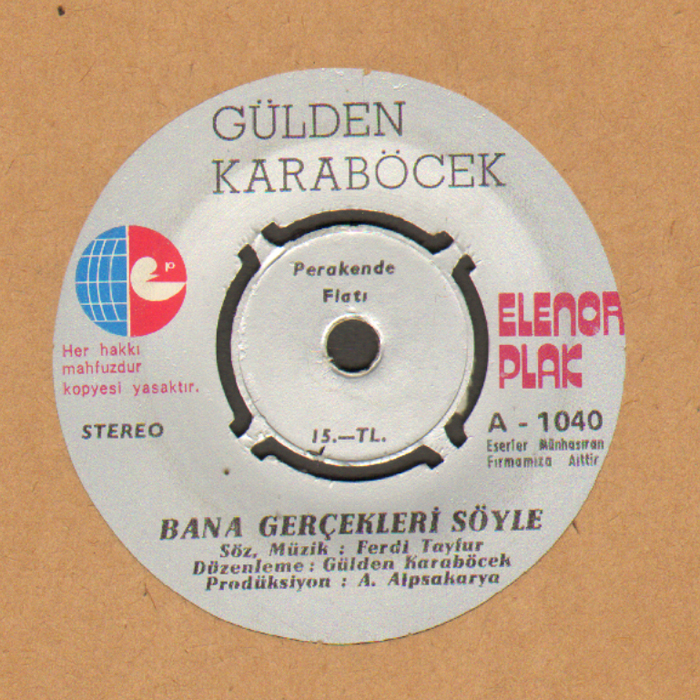 GÜLDEN
KARABÖCEK
Perakende
Fiatı
15.—TL.
p
Her hakkı
mahfuzdur
kopyesi yasaktır.
STEREO
ELENOR
PLAK
A - 1040
Eserler Münhasıran
Firmamıza Aittir
BANA GERÇEKLERİ SÖYLE
Söz, Müzik : Ferdi Tayfur
Düzenleme : Gülden Karaböcek
Prodüksiyon : A. Alpsakarya